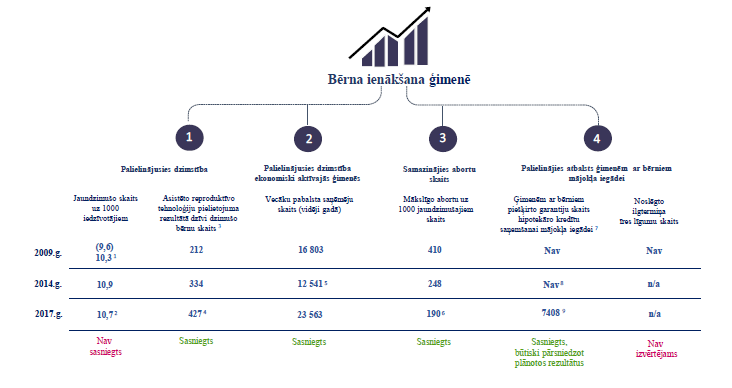 Bērna ienākšana ģimenē
1 2 3 4
Palielinājusies dzimstība
Palielinājusies dzimstība
ekonomiski aktīvajās ģimenēs
Samazinājies abortu
skaits
Palielinājies atbalsts ģimenēm ar bērniem
mājokļa iegādei
Jaundzimušo skaits
uz 1000
iedzīvotājiem
Asistēto reproduktīvo
tehnoloģiju pielietojuma
rezultātā dzīvi dzimušo
bērnu skaits ³
Vecāku pabalsta saņēmēju
skaits (vidēji gadā)
Mākslīgo abortu uz
1000 jaundzimušajiem
skaits
Ģimenēm ar bērniem
piešķirto garantiju skaits
hipotekāro kredītu
saņemšanai mājokļa iegādei ⁷
Noslēgto
ilgtermiņa
īres līgumu skaits
2009.g. (9,6) 212 16 803 410 Nav Nav
10,3 ¹
2014.g. 10,9 334 12 541 ⁵ 248 Nav ⁸ n/a
2017.g. 10,7 ² 427 ⁴ 23 563 190 ⁶ 7408 ⁹ n/a
Nav
sasniegts
Sasniegts
Sasniegts
Sasniegts
Sasniegts,
būtiski pārsniedzot
plānotos rezultātus
Nav
izvērtējams